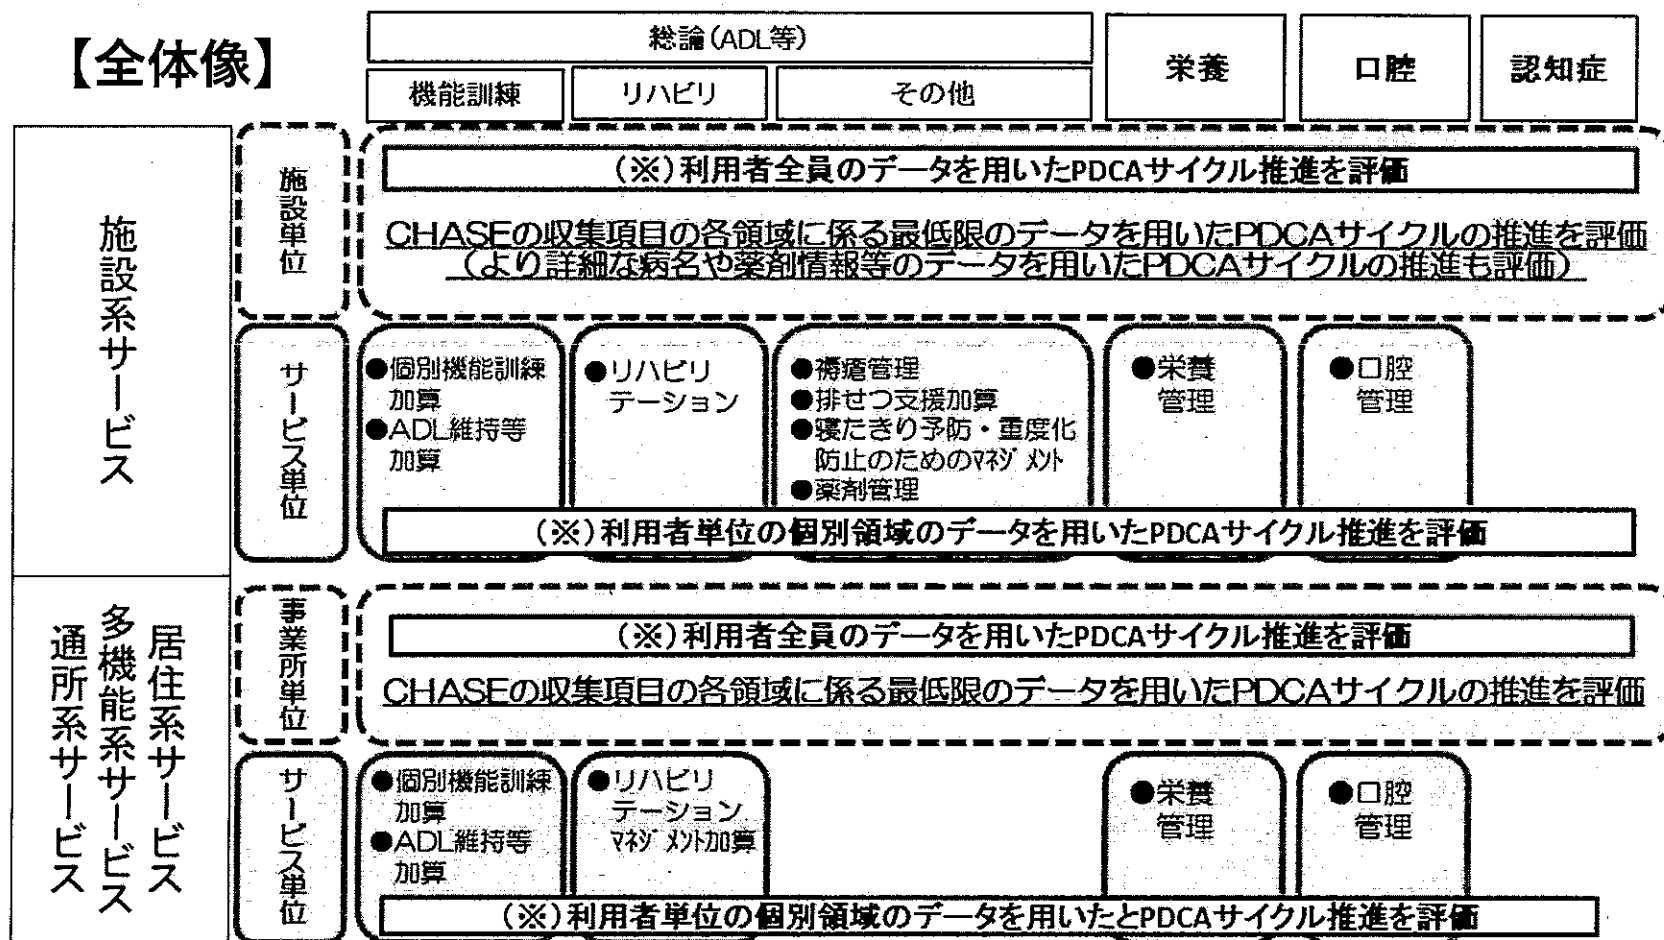 【全体像】
総論(ADL等)
機能訓練
リハビリ
その他
栄養
口腔
認知症
施設系サービス
施設単位
(※)利用者全員のデータを用いたPDCAサイクル推進を評価
CHASEの収集項目の各領域に係る最低限のデータを用いたPDCAサイクルの推進を評価
(より詳細な病名や薬剤情報等のデータを用いたPDCAサイクルの推進も評価)
サービス単位
●個別機能訓練
加算
●ADL維持等
加算
●リハビリ
テーション
●褥瘡管理
●排せつ支援加算
●寝たきり予防・重度化
防止のためのマネジメント
●薬剤管理
●栄養
管理
●口腔
管理
(※)利用者単位の個別領域のデータを用いたPDCAサイクル推進を評価
居住系サービス
多機能系サービス
通所系サービス
事業所単位
(※)利用者全員のデータを用いたPDCAサイクル推進を評価
CHASEの収集項目の各領域に係る最低限のデータを用いたPDCAサイクルの推進を評価
サービス単位
●個別機能訓練
加算
●ADL維持等
加算
●リハビリ
テーション
マネジメント加算
●栄養
管理
●口腔
管理
(※)利用者単位の個別領域のデータを用いたとPDCAサイクル推進を評価